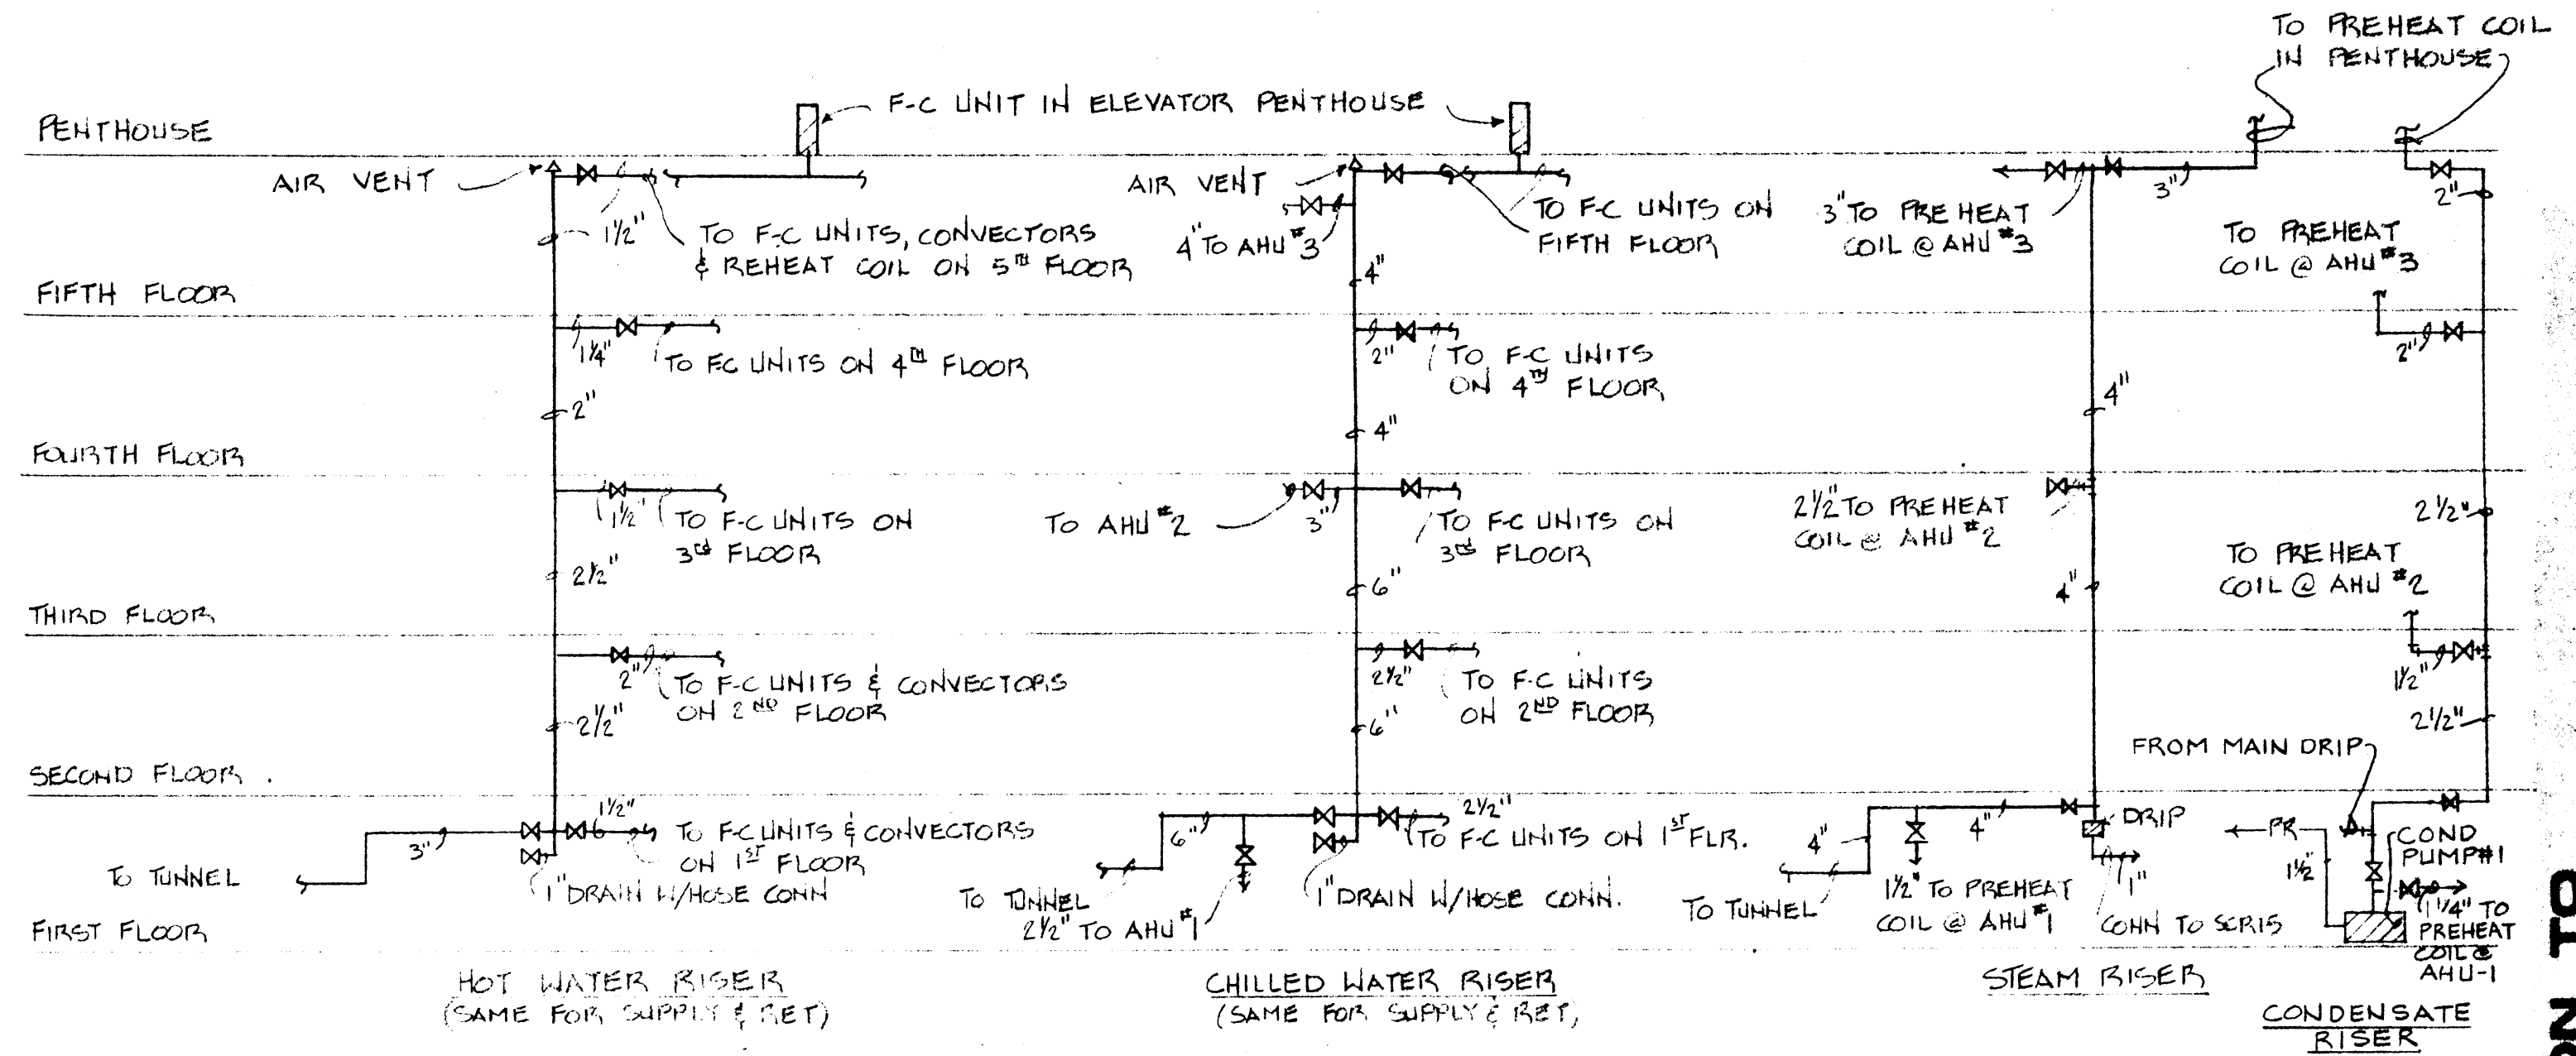 TO PREHEAT COIL
IN PENTHOUSE
F-C UNIT IN ELEVATOR PENTHOUSE
PENTHOUSE
AIR VENT
1½"
TO F-C UNITS, CONVECTORS
& REHEAT COIL ON 5TH FLOOR
AIR VENT
4" TO AHU #3
4"
TO F-C UNITS ON
FIFTH FLOOR
3" TO PREHEAT
COIL @ AHU #3
3"
2"
TO PREHEAT
COIL @ AHU #3
FIFTH FLOOR
1¼"
TO FC UNITS ON 4TH FLOOR
2"
2"
TO F-C UNITS
ON 4TH FLOOR
4"
4"
2"
FOURTH FLOOR
1½"
TO F-C UNITS ON
3RD FLOOR
2½"
TO AHU #2
3"
TO F-C UNITS ON
3RD FLOOR
6"
2½" TO PREHEAT
COIL @ AHU #2
4"
2½"
TO PREHEAT
COIL @ AHU #2
THIRD FLOOR
2"
TO F-C UNITS & CONVECTORS
ON 2ND FLOOR
2½"
2½"
TO F-C UNITS
ON 2ND FLOOR
6"
1½"
2½"
FROM MAIN DRIP
SECOND FLOOR
1½"
3"
TO F-C UNITS & CONVECTORS
ON 1ST FLOOR
TO TUNNEL
1" DRAIN W/HOSE CONN
6"
2½"
TO F-C UNITS ON 1ST FLR.
TO TUNNEL
2½" TO AHU #1
1" DRAIN W/HOSE CONN.
4"
4"
DRIP
TO TUNNEL
1½" TO PREHEAT
COIL @ AHU #1
1"
CONN TO SCR15
PR
1½"
COND
PUMP#1
1¼" TO
PREHEAT
COIL @
AHU-1
FIRST FLOOR
HOT WATER RISER
(SAME FOR SUPPLY & RET)
CHILLED WATER RISER
(SAME FOR SUPPLY & RET)
STEAM RISER
CONDENSATE
RISER